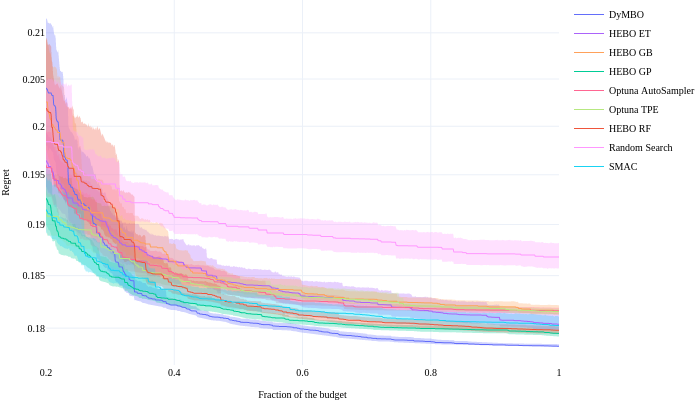 0.21
0.205
0.2
0.195
0.19
0.185
0.18
Regret
0.2
0.4
0.6
0.8
1
Fraction of the budget
DyMBO
HEBO ET
HEBO GB
HEBO GP
Optuna AutoSampler
Optuna TPE
HEBO RF
Random Search
SMAC